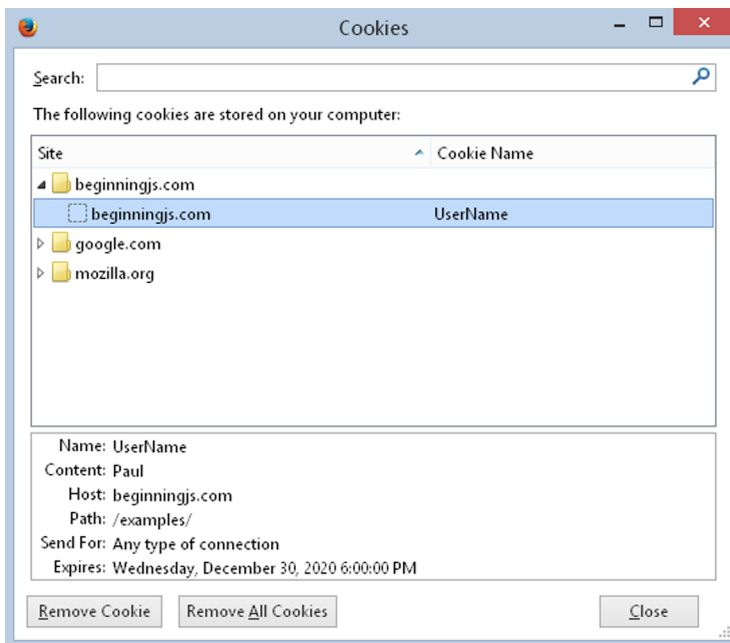 Cookies
Search:
The following cookies are stored on your computer:
Site Cookie Name
beginningjs.com
beginningjs.com UserName
google.com
mozilla.org
Name: UserName
Content: Paul
Host: beginningjs.com
Path: /examples/
Send For: Any type of connection
Expires: Wednesday, December 30, 2020 6:00:00 PM
Remove Cookie Remove All Cookies Close